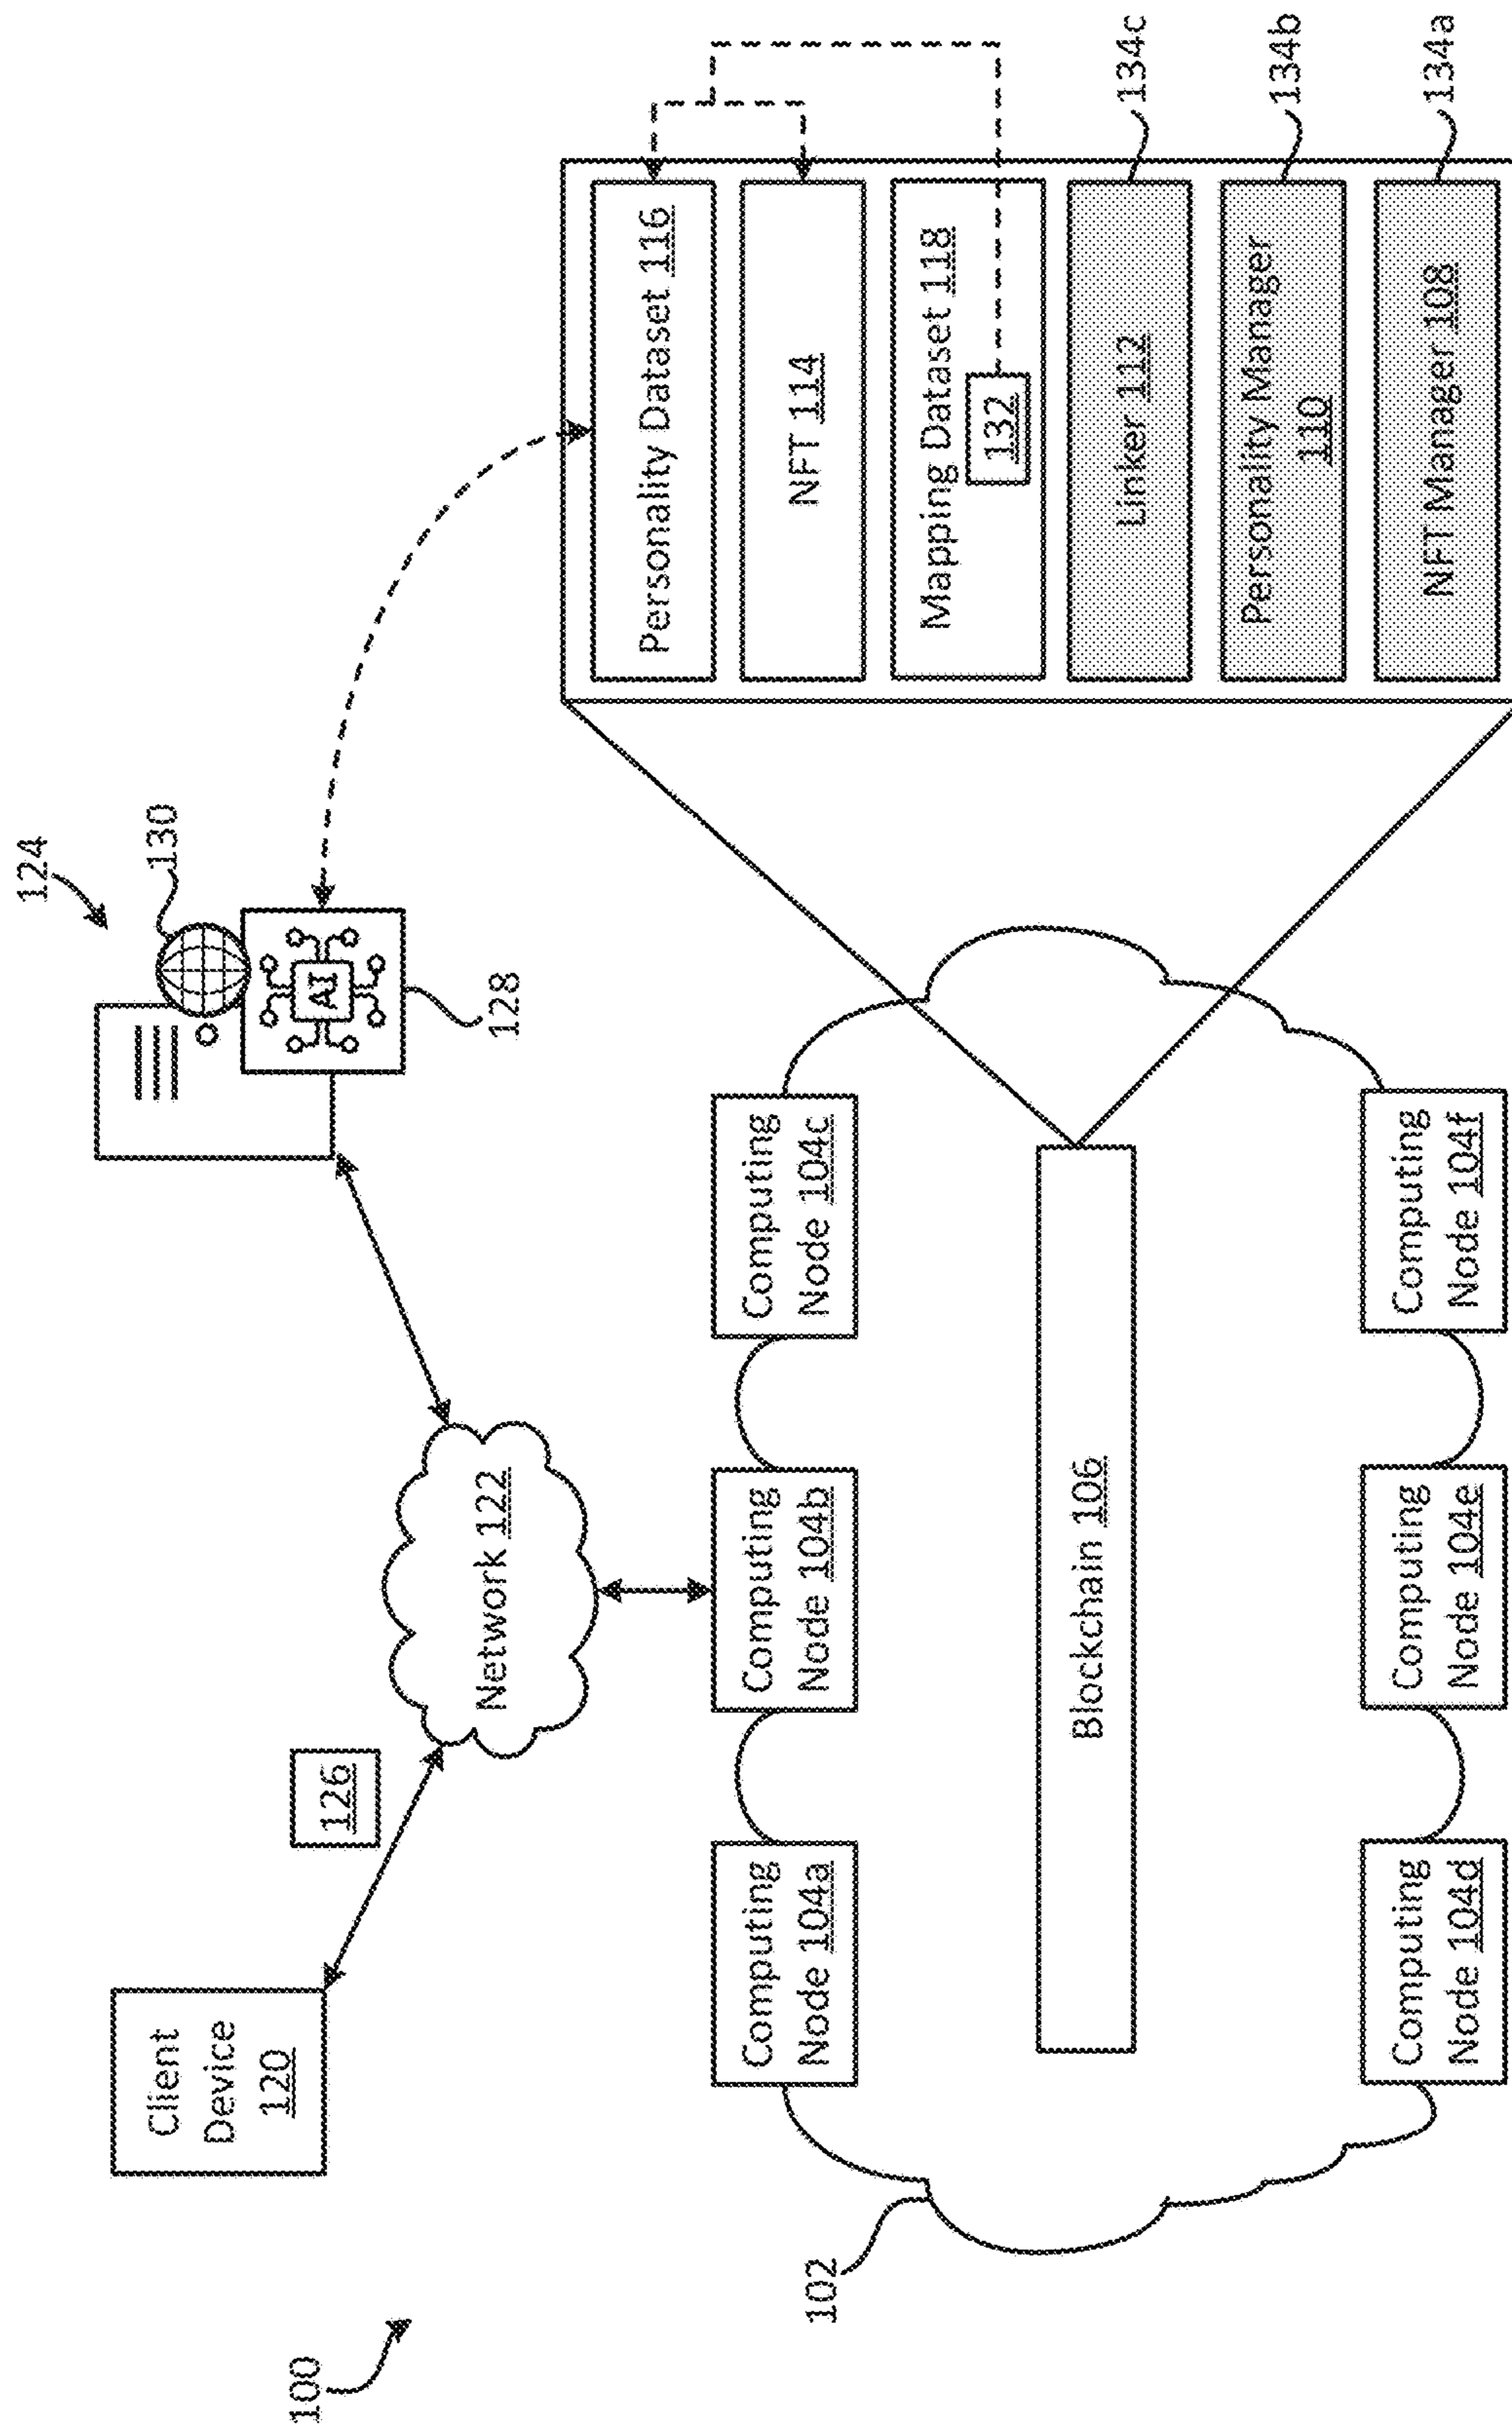 100
Client
Device
120
126
Network 122
124
130
AI
128
102
Computing
Node 104a
Computing
Node 104b
Computing
Node 104c
Blockchain 106
Computing
Node 104d
Computing
Node 104e
Computing
Node 104f
Personality Dataset 116
NFT 114
Mapping Dataset 118
132
Linker 112
134c
Personality Manager
110
134b
NFT Manager 108
134a